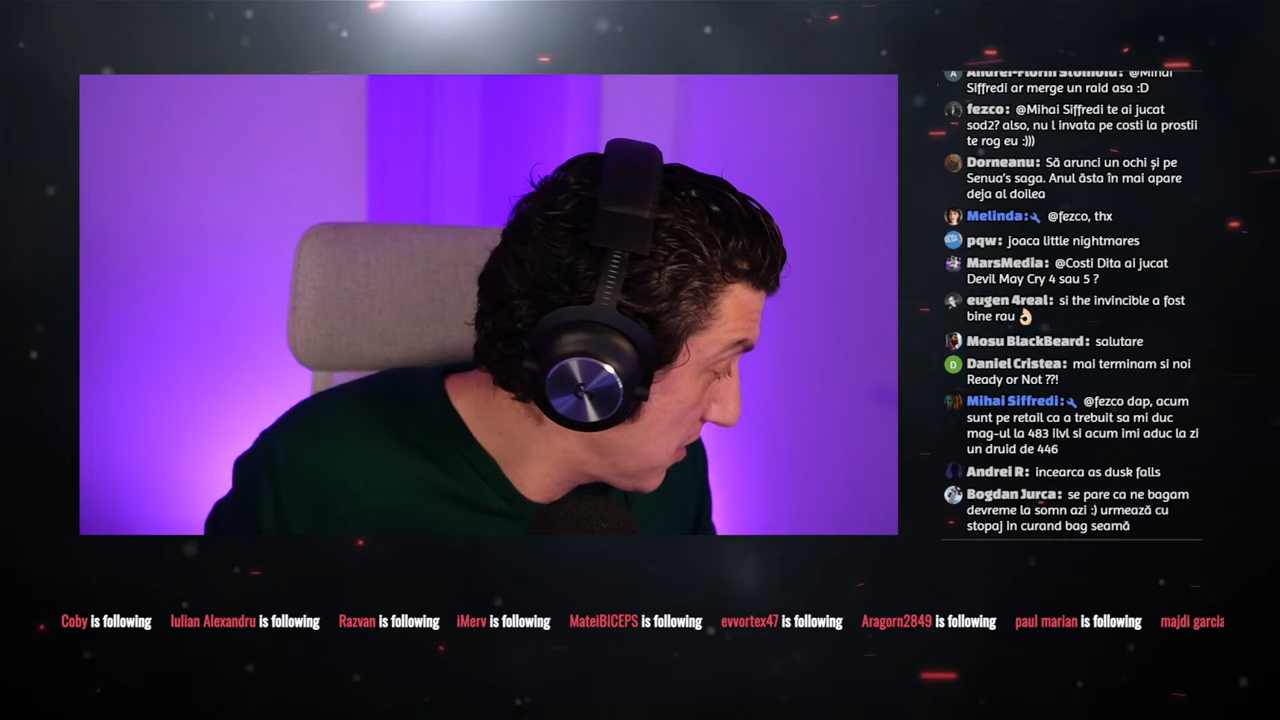 Andrei-Florin Stomoiu: @Mihai
Siffredi ar merge un raid asa :D
fezco: @Mihai Siffredi te ai jucat
sod2? also, nu l invata pe costi la prostii
te rog eu :)))
Dorneanu: Să arunci un ochi și pe
Senua's saga. Anul ăsta în mai apare
deja al doilea
Melinda: @fezco, thx
pqw: joaca little nightmares
MarsMedia: @Costi Dita ai jucat
Devil May Cry 4 sau 5 ?
eugen 4real: si the invincible a fost
bine rau 👌🏻
Mosu BlackBeard: salutare
Daniel Cristea: mai terminam si noi
Ready or Not ??!
Mihai Siffredi: @fezco dap, acum
sunt pe retail ca a trebuit sa mi duc
mag-ul la 483 ilvl si acum imi aduc la zi
un druid de 446
Andrei R: incearca as dusk falls
Bogdan Jurca: se pare ca ne bagam
devreme la somn azi :) urmează cu
stopaj in curand bag seamă
Coby is following Iulian Alexandru is following Razvan is following iMerv is following MateiBICEPS is following evvortex47 is following Aragorn2849 is following paul marian is following majdi garcia